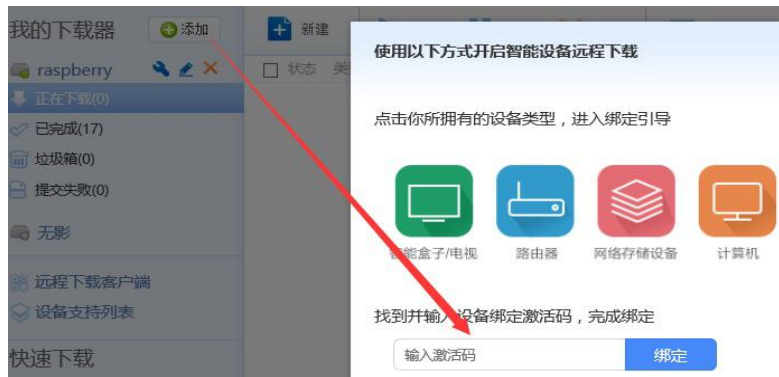 我的下载器
添加
新建
raspberry
状态 类
正在下载(0)
已完成(17)
垃圾箱(0)
提交失败(0)
无影
远程下载客户端
设备支持列表
快速下载
使用以下方式开启智能设备远程下载
点击你所拥有的设备类型，进入绑定引导
智能盒子/电视
路由器
网络存储设备
计算机
找到并输入设备绑定激活码，完成绑定
输入激活码
绑定